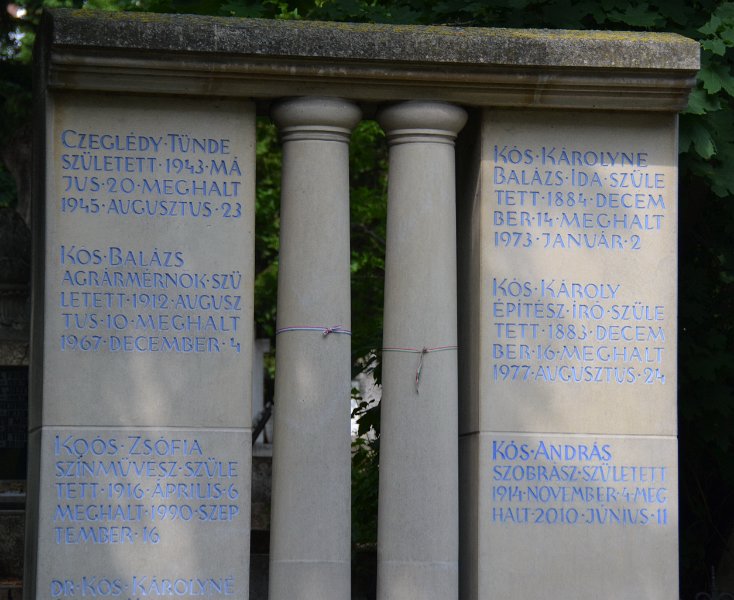 CZEGLÉDY·TÜNDE
SZÜLETETT·1943·MÁ
JUS·20·MEGHALT
1945·AUGUSZTUS·23
KÓS·BALÁZS
AGRÁRMÉRNÖK·SZÜ
LETETT·1912·AUGUSZ
TUS·10·MEGHALT
1967·DECEMBER·4
KOÓS·ZSÓFIA
SZÍNMŰVÉSZ·SZÜLE
TETT·1916·ÁPRILIS·6
MEGHALT·1990·SZEP
TEMBER·16
DR·KÓS·KÁROLYNÉ
KÓS·KÁROLYNE
BALÁZS·IDA·SZÜLE
TETT·1884·DECEM
BER·14·MEGHALT
1973·JANUÁR·2
KÓS·KÁROLY
ÉPÍTÉSZ·ÍRÓ·SZÜLE
TETT·1883·DECEM
BER·16·MEGHALT
1977·AUGUSZTUS·24
KÓS·ANDRÁS
SZOBRÁSZ·SZÜLETETT
1914·NOVEMBER·4·MEG
HALT·2010·JÚNIUS·11